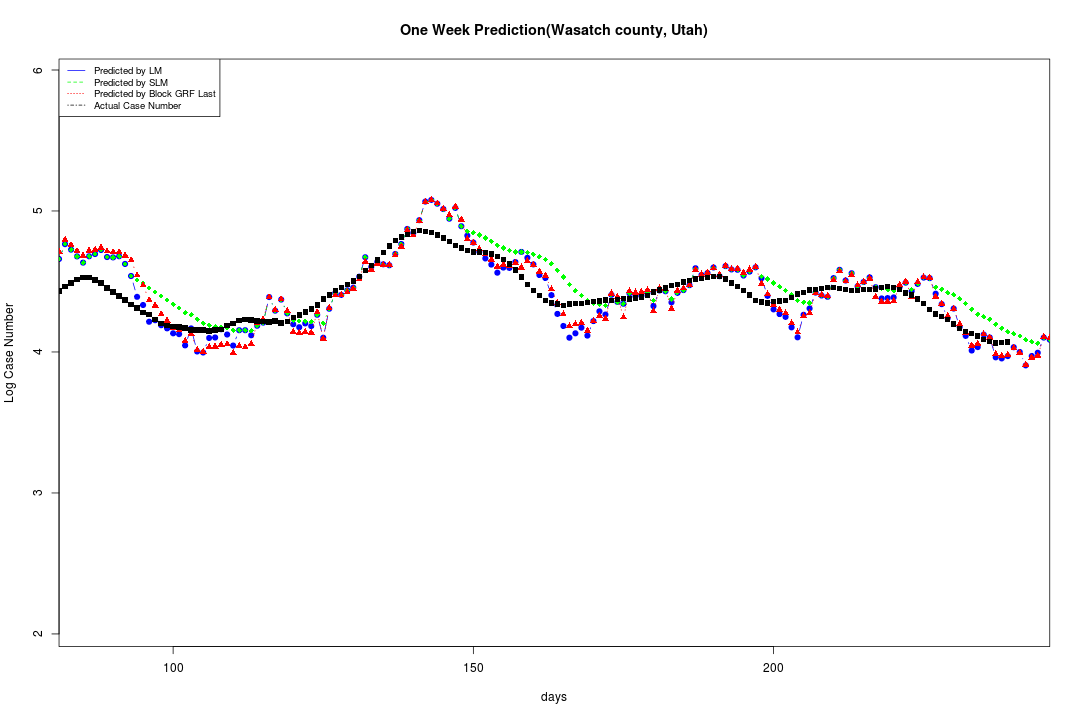 One Week Prediction(Wasatch county, Utah)
Predicted by LM
Predicted by SLM
Predicted by Block GRF Last
Actual Case Number
6
5
4
3
2
Log Case Number
100
150
200
days